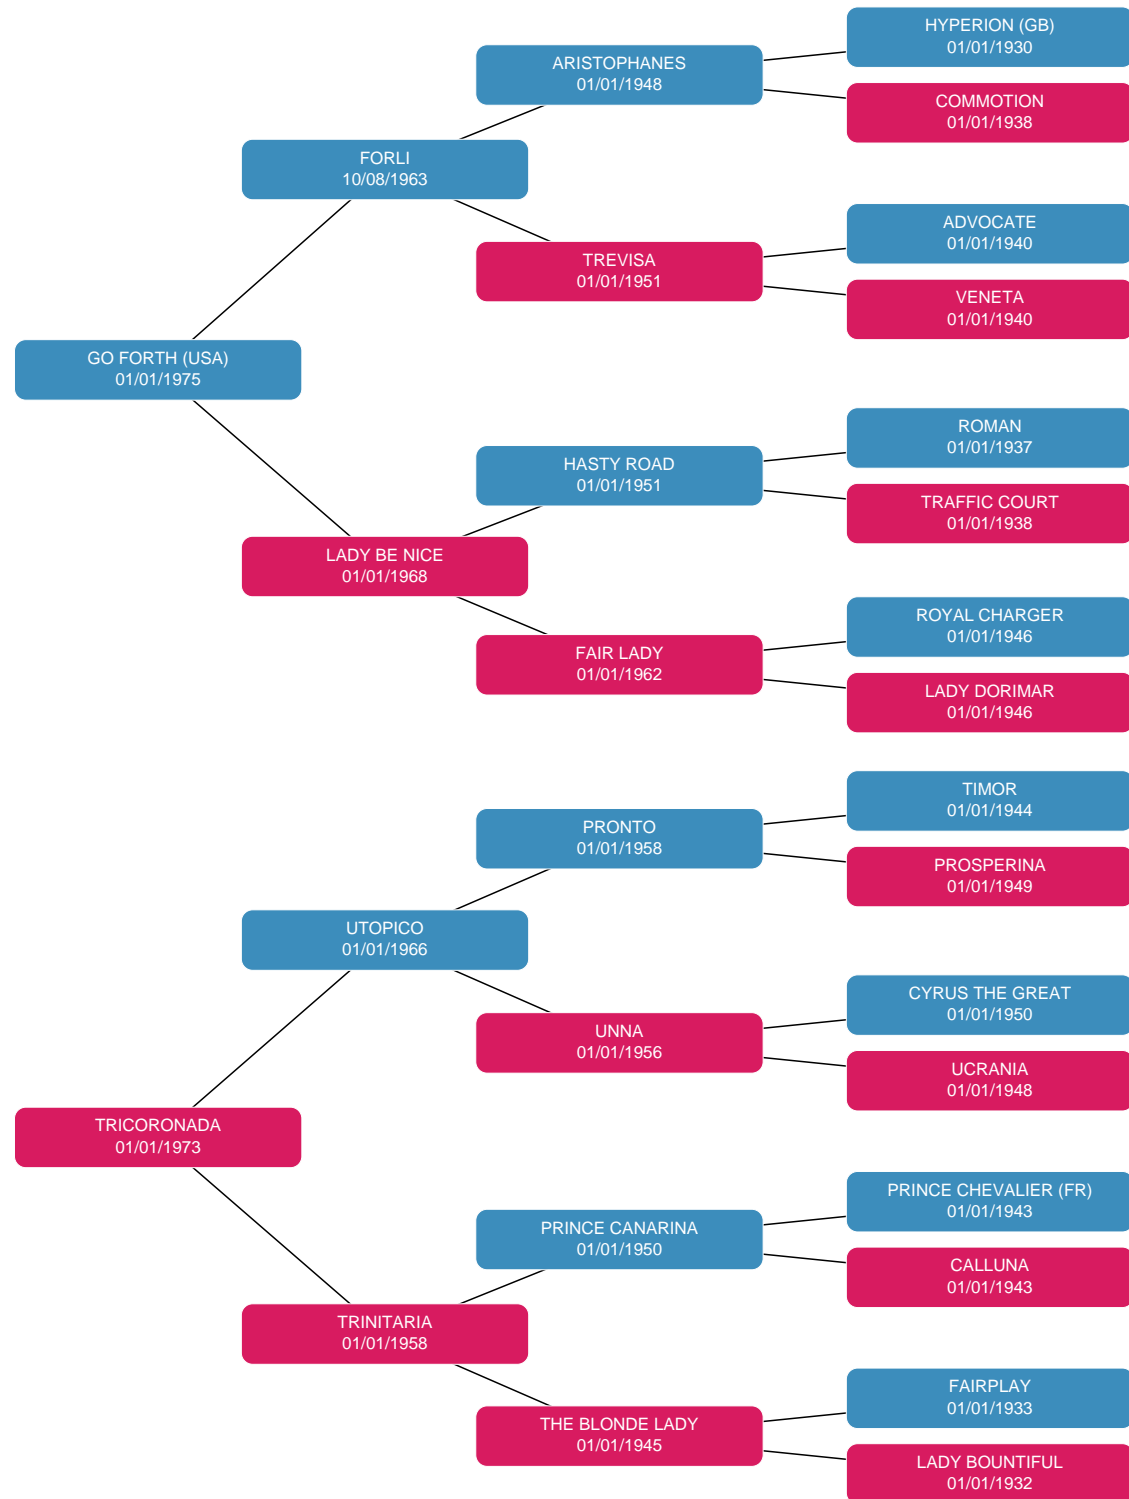 HYPERION (GB)
01/01/1930
ARISTOPHANES
01/01/1948
COMMOTION
01/01/1938
FORLI
10/08/1963
ADVOCATE
01/01/1940
TREVISA
01/01/1951
VENETA
01/01/1940
GO FORTH (USA)
01/01/1975
ROMAN
01/01/1937
HASTY ROAD
01/01/1951
TRAFFIC COURT
01/01/1938
LADY BE NICE
01/01/1968
ROYAL CHARGER
01/01/1946
FAIR LADY
01/01/1962
LADY DORIMAR
01/01/1946
TIMOR
01/01/1944
PRONTO
01/01/1958
PROSPERINA
01/01/1949
UTOPICO
01/01/1966
CYRUS THE GREAT
01/01/1950
UNNA
01/01/1956
UCRANIA
01/01/1948
TRICORONADA
01/01/1973
PRINCE CHEVALIER (FR)
01/01/1943
PRINCE CANARINA
01/01/1950
CALLUNA
01/01/1943
TRINITARIA
01/01/1958
FAIRPLAY
01/01/1933
THE BLONDE LADY
01/01/1945
LADY BOUNTIFUL
01/01/1932